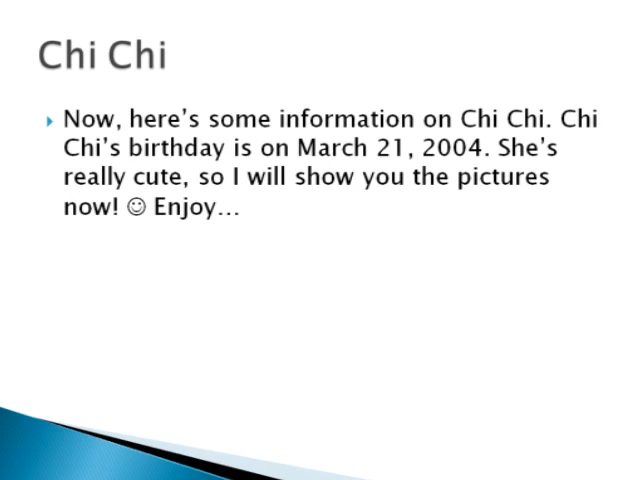 Chi Chi
Now, here’s some information on Chi Chi. Chi
Chi’s birthday is on March 21, 2004. She’s
really cute, so I will show you the pictures
now! ☺ Enjoy…